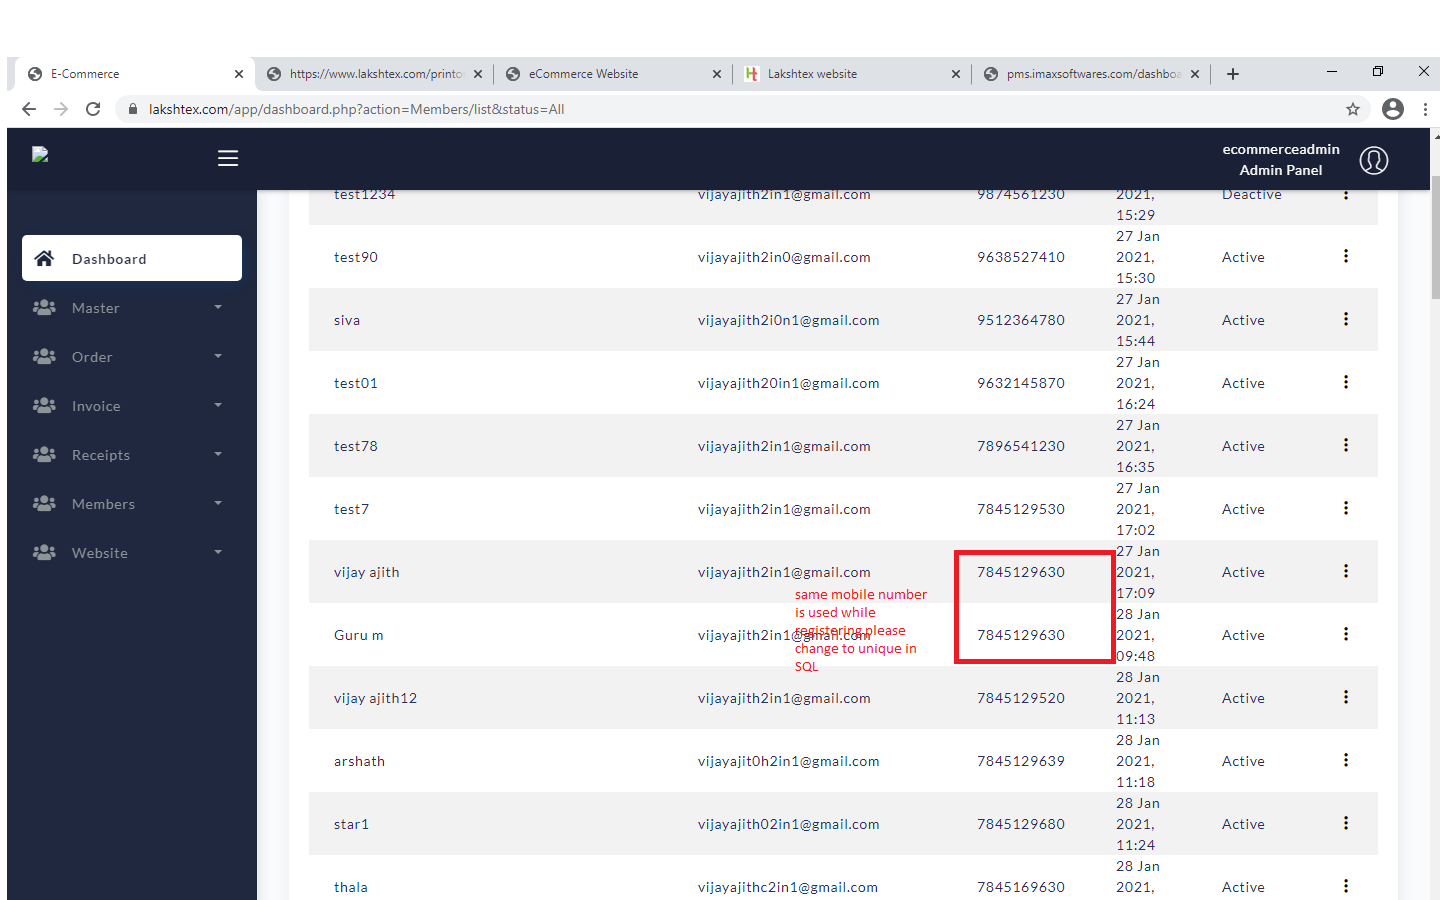 E-Commerce
https://www.lakshtex.com/printo
eCommerce Website
Lakshtex website
pms.imaxsoftwares.com/dashboa
lakshtex.com/app/dashboard.php?action=Members/list&status=All
ecommerceadmin
Admin Panel
Dashboard
Master
Order
Invoice
Receipts
Members
Website
test1234 vijayajith2in1@gmail.com 9874561230 2021, Deactive
15:29
27 Jan
test90 vijayajith2in0@gmail.com 9638527410 2021, Active
15:30
27 Jan
siva vijayajith2i0n1@gmail.com 9512364780 2021, Active
15:44
27 Jan
test01 vijayajith20in1@gmail.com 9632145870 2021, Active
16:24
27 Jan
test78 vijayajith2in1@gmail.com 7896541230 2021, Active
16:35
27 Jan
test7 vijayajith2in1@gmail.com 7845129530 2021, Active
17:02
27 Jan
vijay ajith vijayajith2in1@gmail.com 7845129630 2021, Active
17:09
same mobile number
is used while
registering please
change to unique in
SQL
28 Jan
Guru m vijayajith2in1@gmail.com 7845129630 2021, Active
09:48
28 Jan
vijay ajith12 vijayajith2in1@gmail.com 7845129520 2021, Active
11:13
28 Jan
arshath vijayajit0h2in1@gmail.com 7845129639 2021, Active
11:18
28 Jan
star1 vijayajith02in1@gmail.com 7845129680 2021, Active
11:24
28 Jan
thala vijayajithc2in1@gmail.com 7845169630 2021, Active